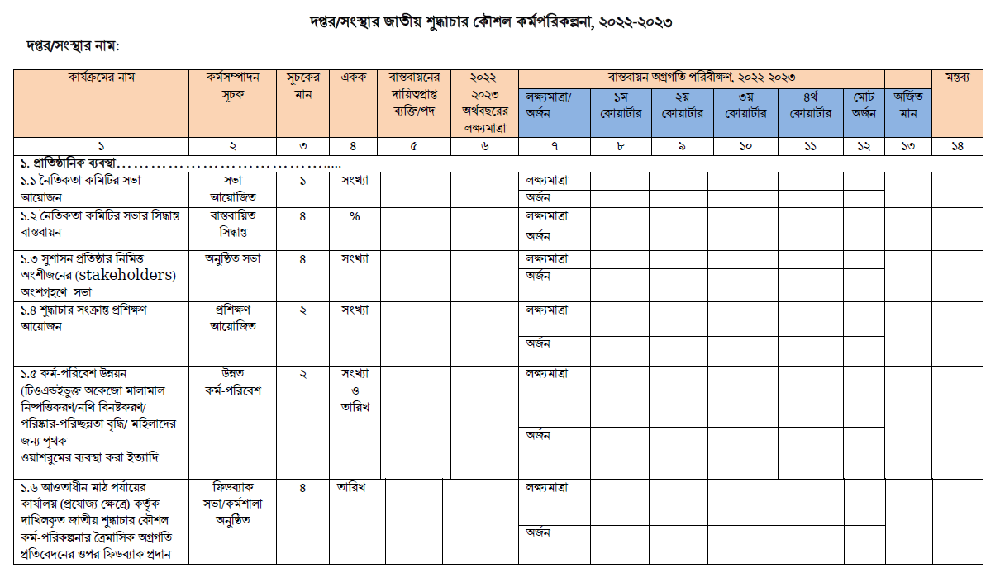 দপ্তর/সংস্থার জাতীয় শুদ্ধাচার কৌশল কর্মপরিকল্পনা, ২০২২-২০২৩
দপ্তর/সংস্থার নাম:
কার্যক্রমের নাম
কর্মসম্পাদন
সূচক
সূচকের
মান
একক
বাস্তবায়নের
দায়িত্বপ্রাপ্ত
ব্যক্তি/পদ
২০২২-
২০২৩
অর্থবছরের
লক্ষ্যমাত্রা
বাস্তবায়ন অগ্রগতি পরিবীক্ষণ, ২০২২-২০২৩
মন্তব্য
লক্ষ্যমাত্রা/
অর্জন
১ম
কোয়ার্টার
২য়
কোয়ার্টার
৩য়
কোয়ার্টার
৪র্থ
কোয়ার্টার
মোট
অর্জন
অর্জিত
মান
১ ২ ৩ ৪ ৫ ৬ ৭ ৮ ৯ ১০ ১১ ১২ ১৩ ১৪
১. প্রাতিষ্ঠানিক ব্যবস্থা……………………………….....
১.১ নৈতিকতা কমিটির সভা
আয়োজন
সভা
আয়োজিত
১
সংখ্যা
লক্ষ্যমাত্রা
অর্জন
১.২ নৈতিকতা কমিটির সভার সিদ্ধান্ত
বাস্তবায়ন
বাস্তবায়িত
সিদ্ধান্ত
৪
%
লক্ষ্যমাত্রা
অর্জন
১.৩ সুশাসন প্রতিষ্ঠার নিমিত্ত
অংশীজনের (stakeholders)
অংশগ্রহণে সভা
অনুষ্ঠিত সভা
৪
সংখ্যা
লক্ষ্যমাত্রা
অর্জন
১.৪ শুদ্ধাচার সংক্রান্ত প্রশিক্ষণ
আয়োজন
প্রশিক্ষণ
আয়োজিত
২
সংখ্যা
লক্ষ্যমাত্রা
অর্জন
১.৫ কর্ম-পরিবেশ উন্নয়ন
(টিওএন্ডইভুক্ত অকেজো মালামাল
নিষ্পত্তিকরণ/নথি বিনষ্টকরণ/
পরিষ্কার-পরিচ্ছন্নতা বৃদ্ধি/ মহিলাদের
জন্য পৃথক
ওয়াশরুমের ব্যবস্থা করা ইত্যাদি
উন্নত
কর্ম-পরিবেশ
২
সংখ্যা
ও
তারিখ
লক্ষ্যমাত্রা
অর্জন
১.৬ আওতাধীন মাঠ পর্যায়ের
কার্যালয় (প্রযোজ্য ক্ষেত্রে) কর্তৃক
দাখিলকৃত জাতীয় শুদ্ধাচার কৌশল
কর্ম-পরিকল্পনার ত্রৈমাসিক অগ্রগতি
প্রতিবেদনের ওপর ফিডব্যাক প্রদান
ফিডব্যাক
সভা/কর্মশালা
অনুষ্ঠিত
৪
তারিখ
লক্ষ্যমাত্রা
অর্জন